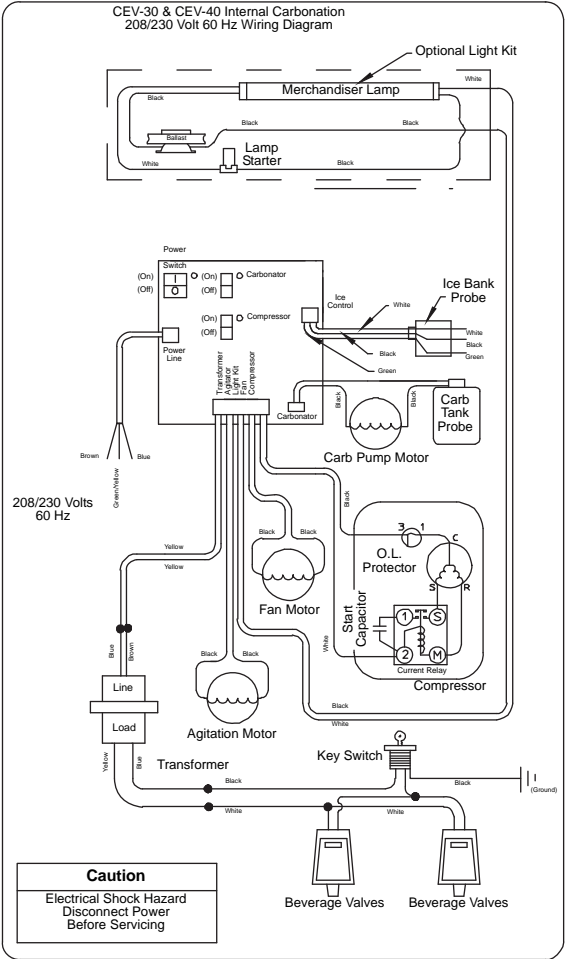 CEV-30 & CEV-40 Internal Carbonation
208/230 Volt 60 Hz Wiring Diagram
Optional Light Kit
White
Merchandiser Lamp
Black
Black
Black
Ballast
Lamp
Starter
White
Black
Power
Switch
(On)
(Off)
I
O
(On)
(Off)
Carbonator
(On)
(Off)
Compressor
Ice
Control
White
Ice Bank
Probe
White
Black
Green
Black
Green
Power
Line
Transformer
Agitator
Light Kit
Fan
Compressor
Carbonator
Black
Black
Carb
Tank
Probe
Carb Pump Motor
Brown
Green/Yellow
Blue
208/230 Volts
60 Hz
Black
Yellow
Yellow
Black
Black
Fan Motor
3
1
O.L.
Protector
C
S
R
Start
Capacitor
1
S
2
M
Current Relay
Compressor
White
Blue
Brown
Black
Black
Agitation Motor
Black
White
Line
Load
Transformer
Yellow
Blue
Key Switch
Black
Black
(Ground)
White
White
Beverage Valves
Beverage Valves
Caution
Electrical Shock Hazard
Disconnect Power
Before Servicing